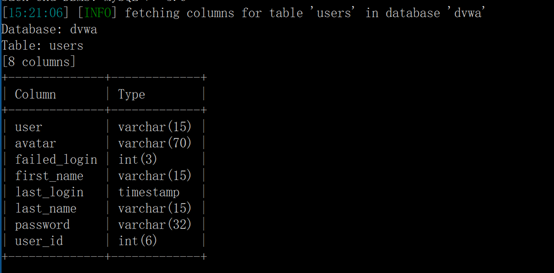 [15:21:06] [INFO] fetching columns for table 'users' in database 'dvwa'
Database: dvwa
Table: users
[8 columns]
+--------------+-------------+
| Column       | Type        |
+--------------+-------------+
| user         | varchar(15) |
| avatar       | varchar(70) |
| failed_login | int(3)      |
| first_name   | varchar(15) |
| last_login   | timestamp   |
| last_name    | varchar(15) |
| password     | varchar(32) |
| user_id      | int(6)      |
+--------------+-------------+